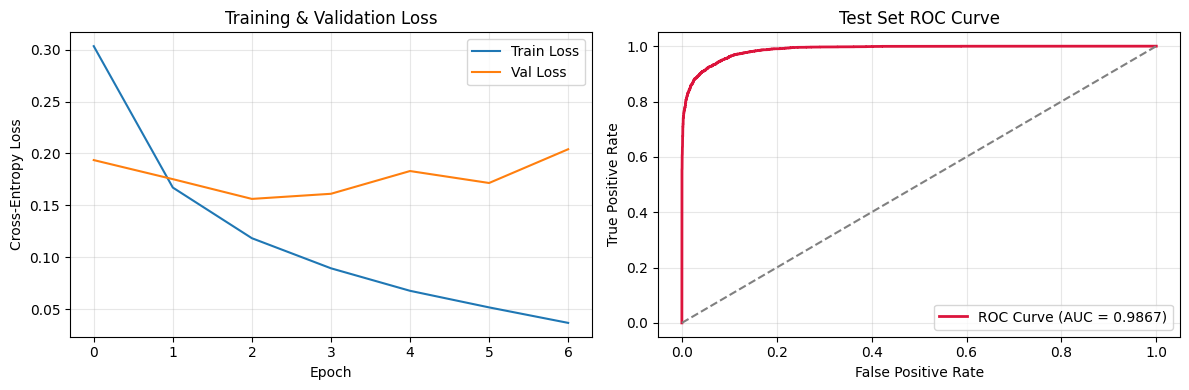 Training & Validation Loss
Cross-Entropy Loss
0.30
0.25
0.20
0.15
0.10
0.05
Train Loss
Val Loss
0 1 2 3 4 5 6
Epoch
Test Set ROC Curve
True Positive Rate
1.0
0.8
0.6
0.4
0.2
0.0
ROC Curve (AUC = 0.9867)
0.0 0.2 0.4 0.6 0.8 1.0
False Positive Rate